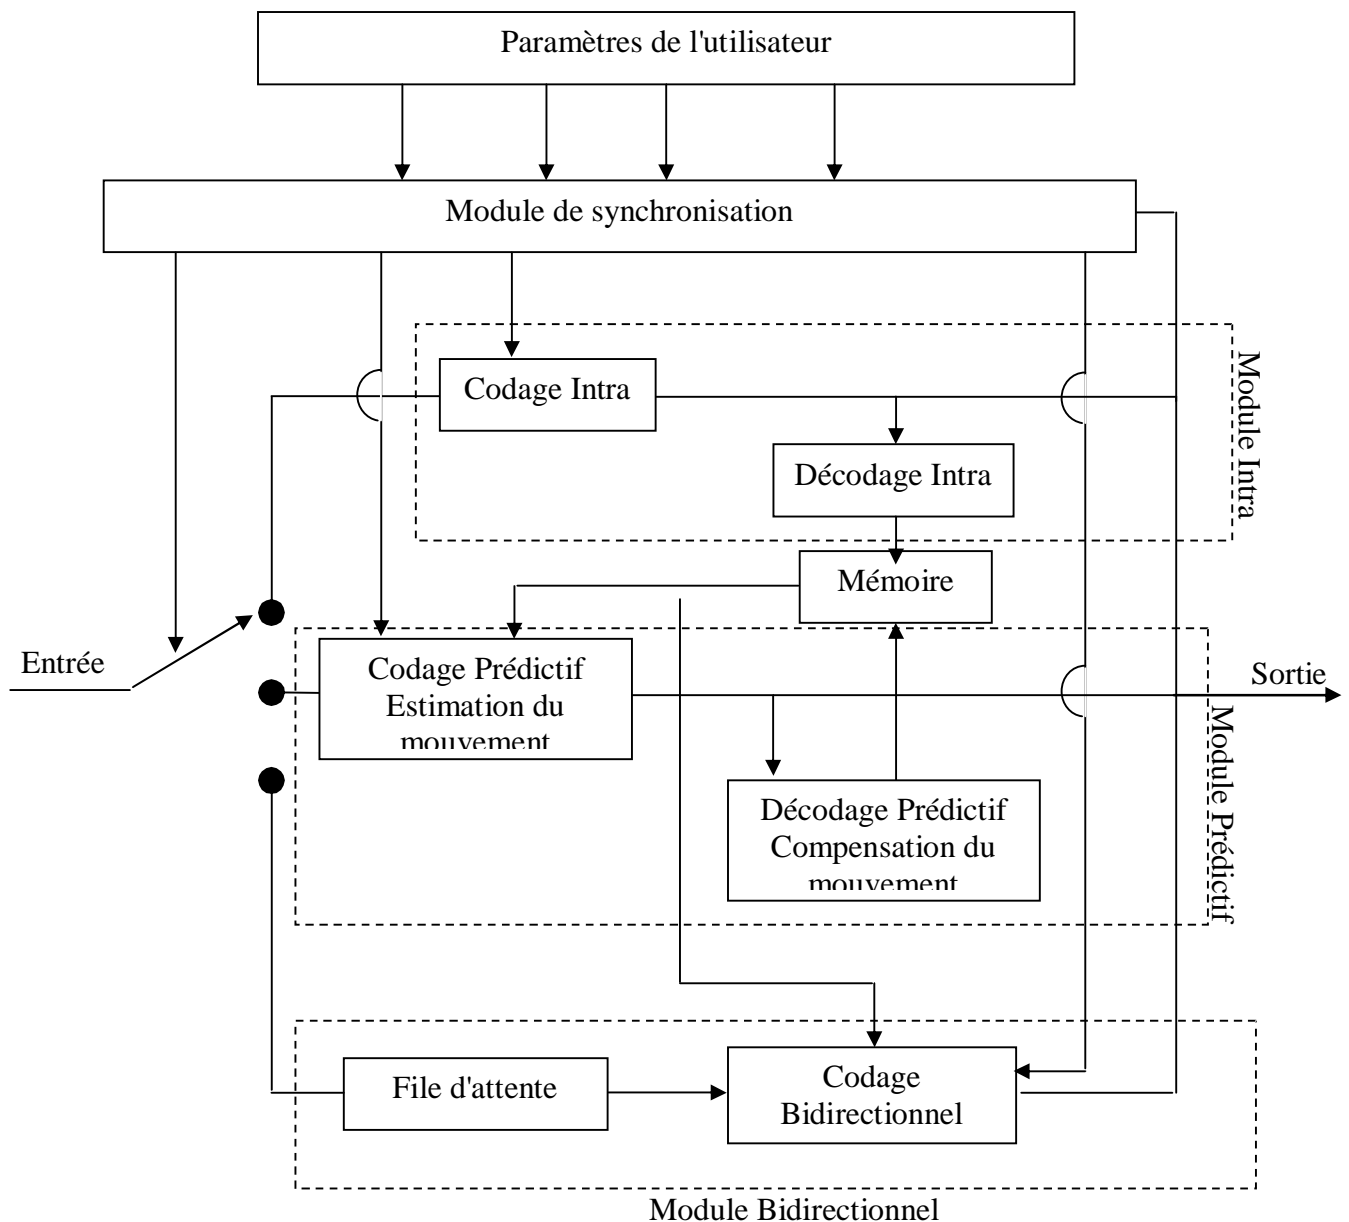 Paramètres de l'utilisateur
Module de synchronisation
Codage Intra
Module Intra
Décodage Intra
Mémoire
Entrée
Codage Prédictif
Estimation du
mouvement
Sortie
Module Prédictif
Décodage Prédictif
Compensation du
mouvement
File d'attente
Codage
Bidirectionnel
Module Bidirectionnel